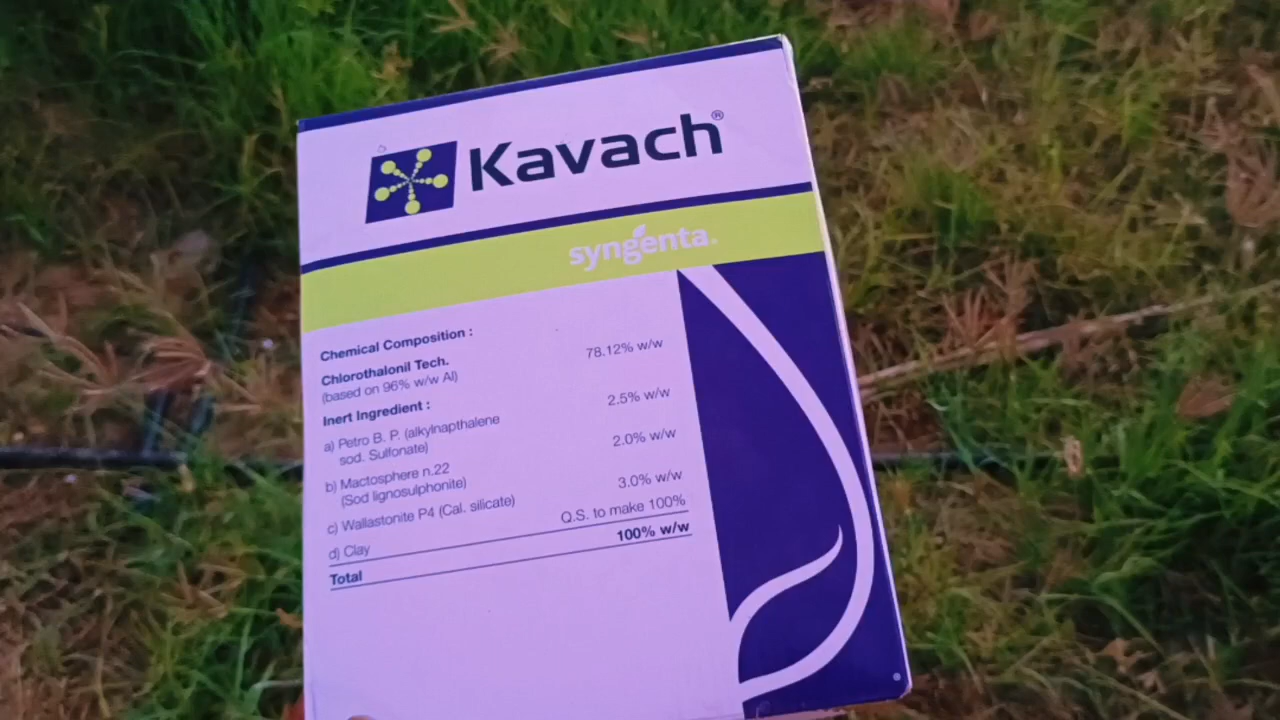 Kavach®
syngenta.
Chemical Composition :
Chlorothalonil Tech. 78.12% w/w
(based on 96% w/w AI)
Inert Ingredient :
a) Petro B. P. (alkylnapthalene 2.5% w/w
sod. Sulfonate)
b) Mactosphere n.22 2.0% w/w
(Sod lignosulphonite)
c) Wallastonite P4 (Cal. silicate) 3.0% w/w
d) Clay Q.S. to make 100%
Total 100% w/w